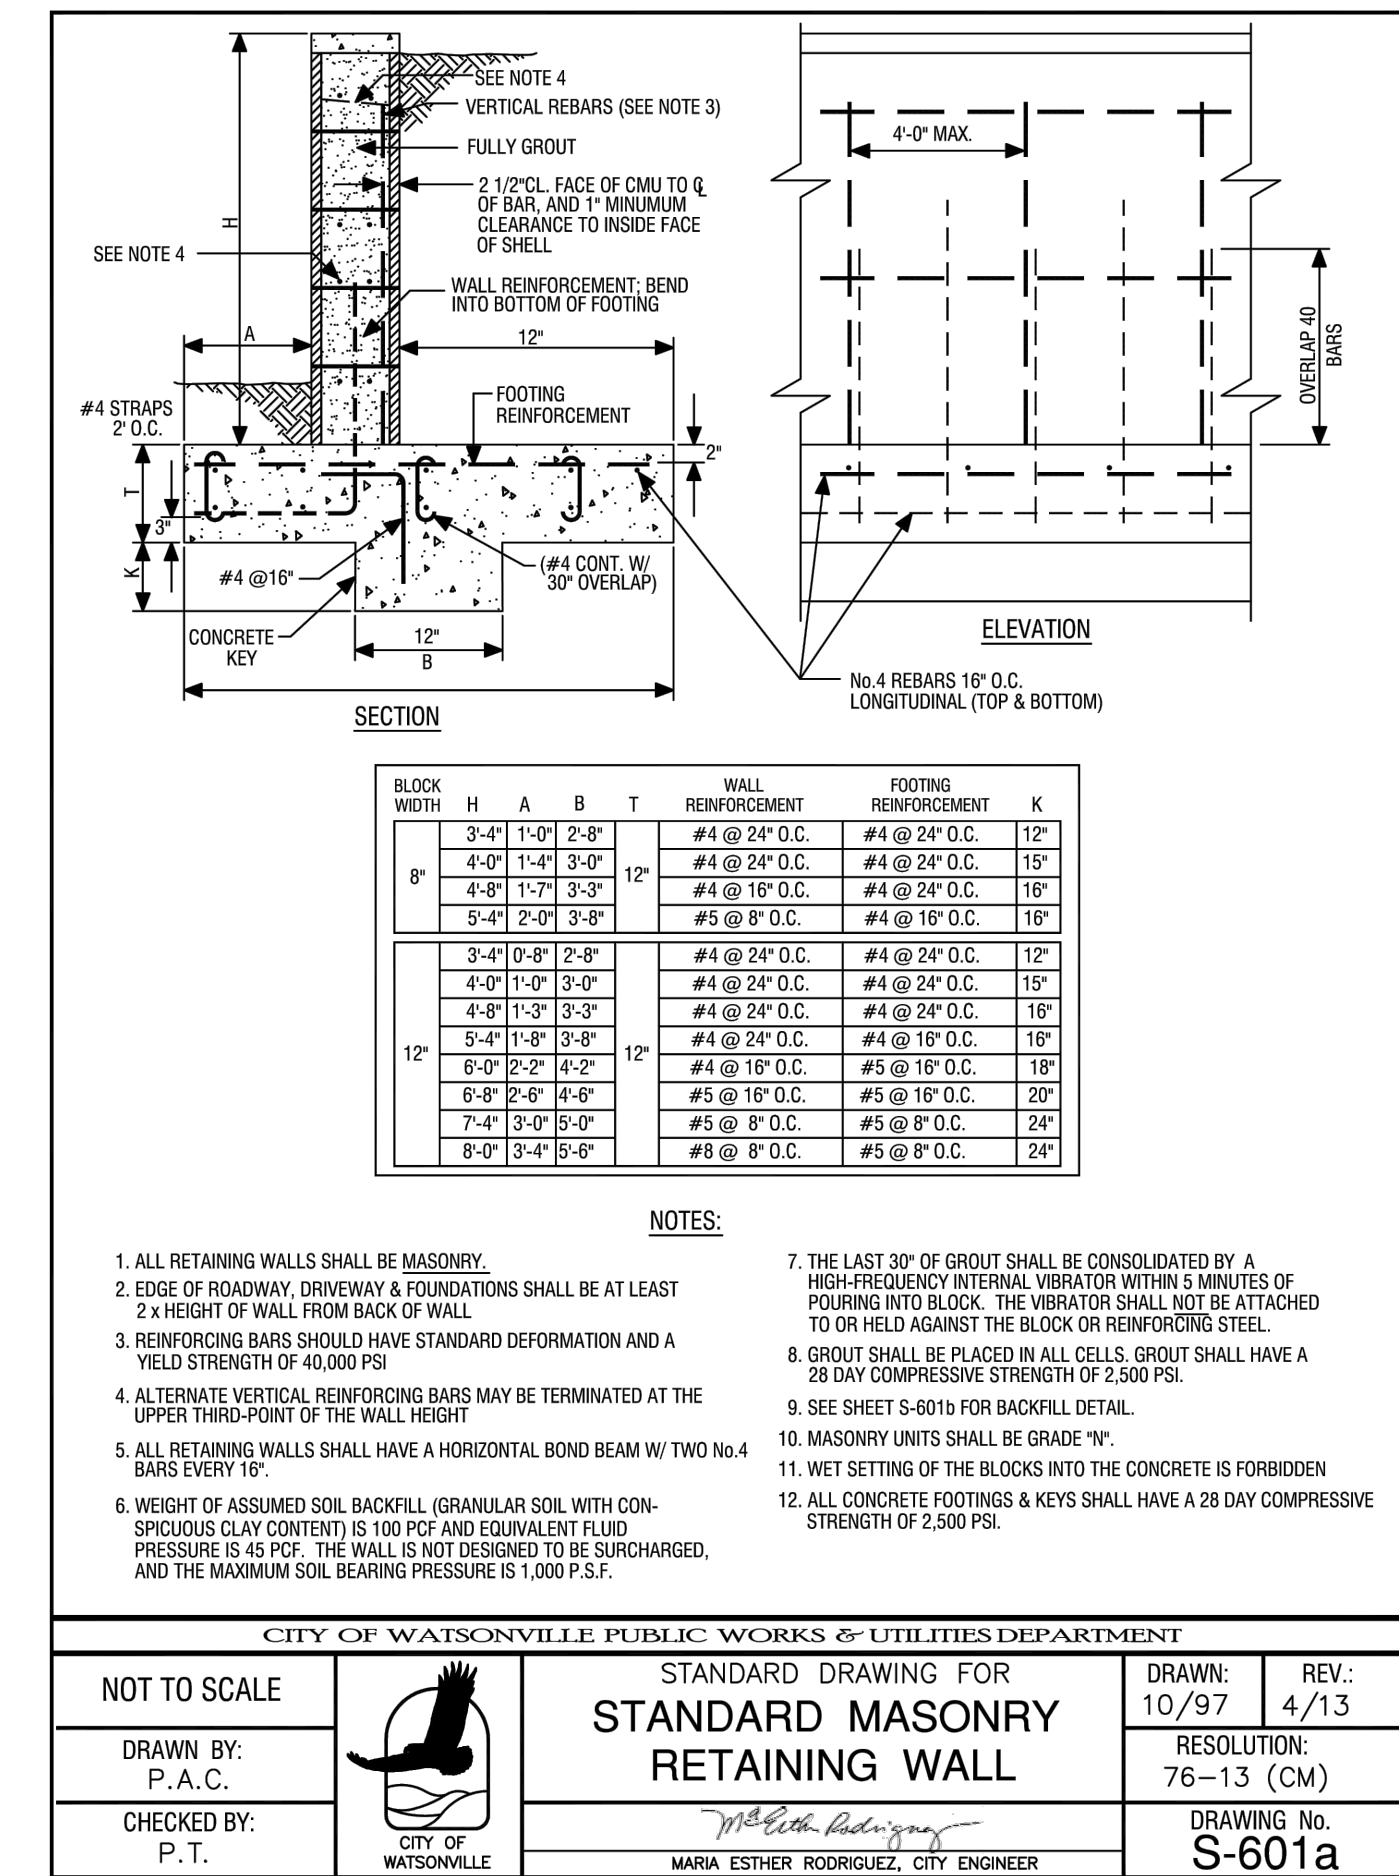 SEE NOTE 4
VERTICAL REBARS (SEE NOTE 3)
FULLY GROUT
2 1/2"CL. FACE OF CMU TO ℄
OF BAR, AND 1" MINUMUM
CLEARANCE TO INSIDE FACE
OF SHELL
H
SEE NOTE 4
WALL REINFORCEMENT; BEND
INTO BOTTOM OF FOOTING
A
12"
FOOTING
REINFORCEMENT
#4 STRAPS
2' O.C.
2"
T
3"
K
#4 @16"
(#4 CONT. W/
30" OVERLAP)
CONCRETE
KEY
12"
B
SECTION
4'-0" MAX.
OVERLAP 40
BARS
ELEVATION
No.4 REBARS 16" O.C.
LONGITUDINAL (TOP & BOTTOM)
BLOCK WIDTH H A B T WALL REINFORCEMENT FOOTING REINFORCEMENT K
8" 12"
3'-4" 1'-0" 2'-8" #4 @ 24" O.C. #4 @ 24" O.C. 12"
4'-0" 1'-4" 3'-0" #4 @ 24" O.C. #4 @ 24" O.C. 15"
4'-8" 1'-7" 3'-3" #4 @ 16" O.C. #4 @ 24" O.C. 16"
5'-4" 2'-0" 3'-8" #5 @ 8" O.C. #4 @ 16" O.C. 16"
12" 12"
3'-4" 0'-8" 2'-8" #4 @ 24" O.C. #4 @ 24" O.C. 12"
4'-0" 1'-0" 3'-0" #4 @ 24" O.C. #4 @ 24" O.C. 15"
4'-8" 1'-3" 3'-3" #4 @ 24" O.C. #4 @ 24" O.C. 16"
5'-4" 1'-8" 3'-8" #4 @ 24" O.C. #4 @ 16" O.C. 16"
6'-0" 2'-2" 4'-2" #4 @ 16" O.C. #5 @ 16" O.C. 18"
6'-8" 2'-6" 4'-6" #5 @ 16" O.C. #5 @ 16" O.C. 20"
7'-4" 3'-0" 5'-0" #5 @ 8" O.C. #5 @ 8" O.C. 24"
8'-0" 3'-4" 5'-6" #8 @ 8" O.C. #5 @ 8" O.C. 24"
NOTES:
1. ALL RETAINING WALLS SHALL BE MASONRY.
2. EDGE OF ROADWAY, DRIVEWAY & FOUNDATIONS SHALL BE AT LEAST
2 x HEIGHT OF WALL FROM BACK OF WALL
3. REINFORCING BARS SHOULD HAVE STANDARD DEFORMATION AND A
YIELD STRENGTH OF 40,000 PSI
4. ALTERNATE VERTICAL REINFORCING BARS MAY BE TERMINATED AT THE
UPPER THIRD-POINT OF THE WALL HEIGHT
5. ALL RETAINING WALLS SHALL HAVE A HORIZONTAL BOND BEAM W/ TWO No.4
BARS EVERY 16".
6. WEIGHT OF ASSUMED SOIL BACKFILL (GRANULAR SOIL WITH CON-
SPICUOUS CLAY CONTENT) IS 100 PCF AND EQUIVALENT FLUID
PRESSURE IS 45 PCF. THE WALL IS NOT DESIGNED TO BE SURCHARGED,
AND THE MAXIMUM SOIL BEARING PRESSURE IS 1,000 P.S.F.
7. THE LAST 30" OF GROUT SHALL BE CONSOLIDATED BY A
HIGH-FREQUENCY INTERNAL VIBRATOR WITHIN 5 MINUTES OF
POURING INTO BLOCK. THE VIBRATOR SHALL NOT BE ATTACHED
TO OR HELD AGAINST THE BLOCK OR REINFORCING STEEL.
8. GROUT SHALL BE PLACED IN ALL CELLS. GROUT SHALL HAVE A
28 DAY COMPRESSIVE STRENGTH OF 2,500 PSI.
9. SEE SHEET S-601b FOR BACKFILL DETAIL.
10. MASONRY UNITS SHALL BE GRADE "N".
11. WET SETTING OF THE BLOCKS INTO THE CONCRETE IS FORBIDDEN
12. ALL CONCRETE FOOTINGS & KEYS SHALL HAVE A 28 DAY COMPRESSIVE
STRENGTH OF 2,500 PSI.
CITY OF WATSONVILLE PUBLIC WORKS & UTILITIES DEPARTMENT
NOT TO SCALE
DRAWN BY:
P.A.C.
CHECKED BY:
P.T.
CITY OF
WATSONVILLE
STANDARD DRAWING FOR
STANDARD MASONRY
RETAINING WALL
Mª Esther Rodriguez
MARIA ESTHER RODRIGUEZ, CITY ENGINEER
DRAWN:
10/97
REV.:
4/13
RESOLUTION:
76-13 (CM)
DRAWING No.
S-601a